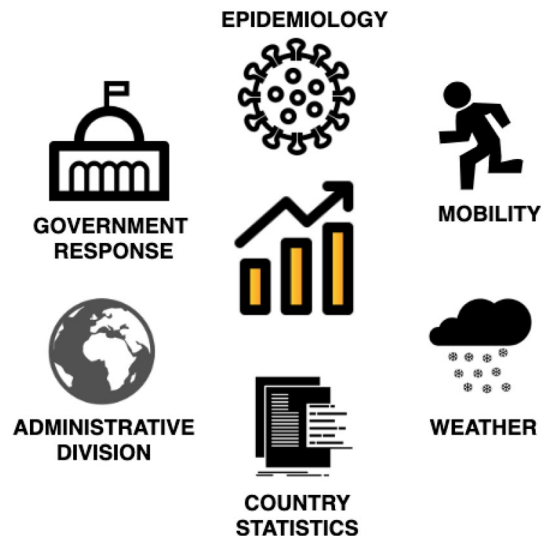 EPIDEMIOLOGY
GOVERNMENT
RESPONSE
MOBILITY
ADMINISTRATIVE
DIVISION
WEATHER
COUNTRY
STATISTICS